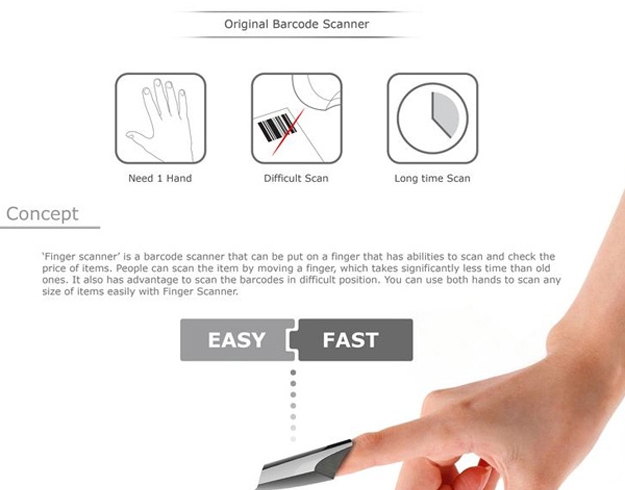 Original Barcode Scanner
Need 1 Hand
Difficult Scan
Long time Scan
Concept
'Finger scanner' is a barcode scanner that can be put on a finger that has abilities to scan and check the
price of items. People can scan the item by moving a finger, which takes significantly less time than old
ones. It also has advantage to scan the barcodes in difficult position. You can use both hands to scan any
size of items easily with Finger Scanner.
EASY
FAST